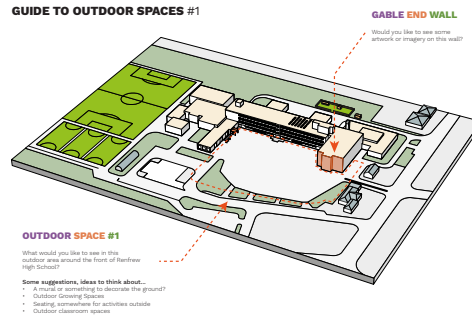 GUIDE TO OUTDOOR SPACES #1
GABLE END WALL
Would you like to see some
artwork or imagery on this wall?
OUTDOOR SPACE #1
What would you like to see in this
outdoor area around the front of Renfrew
High School?
Some suggestions, ideas to think about...
• A mural or something to decorate the ground?
• Outdoor Growing Spaces
• Seating, somewhere for activities outside
• Outdoor classroom spaces